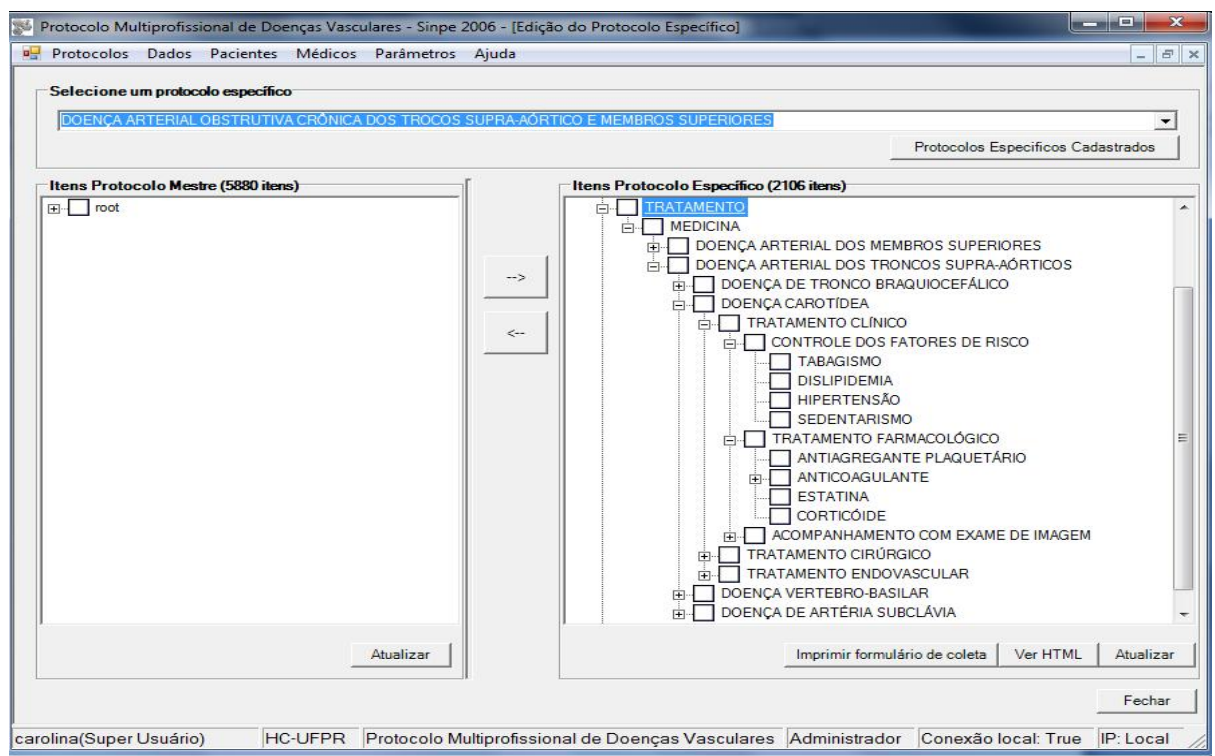 Protocolo Multiprofissional de Doenças Vasculares - Sinpe 2006 - [Edição do Protocolo Específico]
Protocolos Dados Pacientes Médicos Parâmetros Ajuda
Selecione um protocolo específico
DOENÇA ARTERIAL OBSTRUTIVA CRÔNICA DOS TROCOS SUPRA-AÓRTICO E MEMBROS SUPERIORES
Protocolos Especificos Cadastrados
Itens Protocolo Mestre (5880 itens)
root
-->
<--
Atualizar
Itens Protocolo Específico (2106 itens)
TRATAMENTO
MEDICINA
DOENÇA ARTERIAL DOS MEMBROS SUPERIORES
DOENÇA ARTERIAL DOS TRONCOS SUPRA-AÓRTICOS
DOENÇA DE TRONCO BRAQUIOCEFÁLICO
DOENÇA CAROTÍDEA
TRATAMENTO CLÍNICO
CONTROLE DOS FATORES DE RISCO
TABAGISMO
DISLIPIDEMIA
HIPERTENSÃO
SEDENTARISMO
TRATAMENTO FARMACOLÓGICO
ANTIAGREGANTE PLAQUETÁRIO
ANTICOAGULANTE
ESTATINA
CORTICÓIDE
ACOMPANHAMENTO COM EXAME DE IMAGEM
TRATAMENTO CIRÚRGICO
TRATAMENTO ENDOVASCULAR
DOENÇA VERTEBRO-BASILAR
DOENÇA DE ARTÉRIA SUBCLÁVIA
Imprimir formulário de coleta Ver HTML Atualizar
Fechar
carolina(Super Usuário) HC-UFPR Protocolo Multiprofissional de Doenças Vasculares Administrador Conexão local: True IP: Local